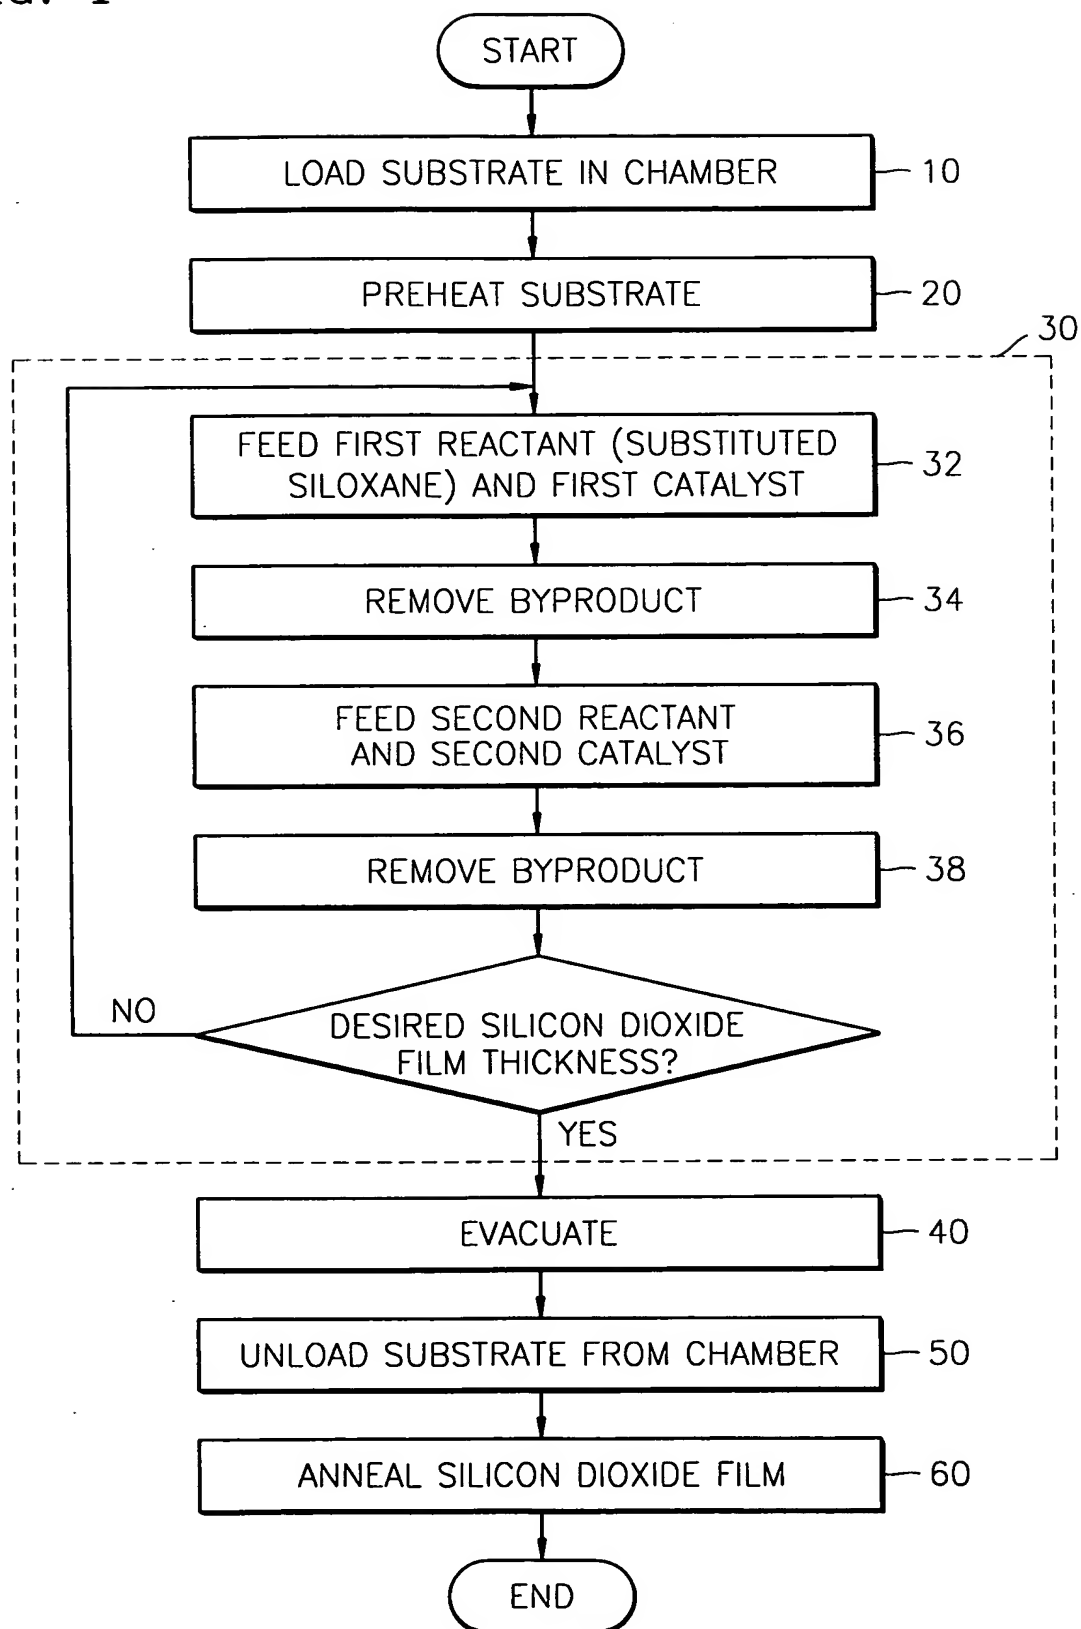 START
LOAD SUBSTRATE IN CHAMBER
10
PREHEAT SUBSTRATE
20
30
FEED FIRST REACTANT (SUBSTITUTED
SILOXANE) AND FIRST CATALYST
32
REMOVE BYPRODUCT
34
FEED SECOND REACTANT
AND SECOND CATALYST
36
REMOVE BYPRODUCT
38
NO
DESIRED SILICON DIOXIDE
FILM THICKNESS?
YES
EVACUATE
40
UNLOAD SUBSTRATE FROM CHAMBER
50
ANNEAL SILICON DIOXIDE FILM
60
END